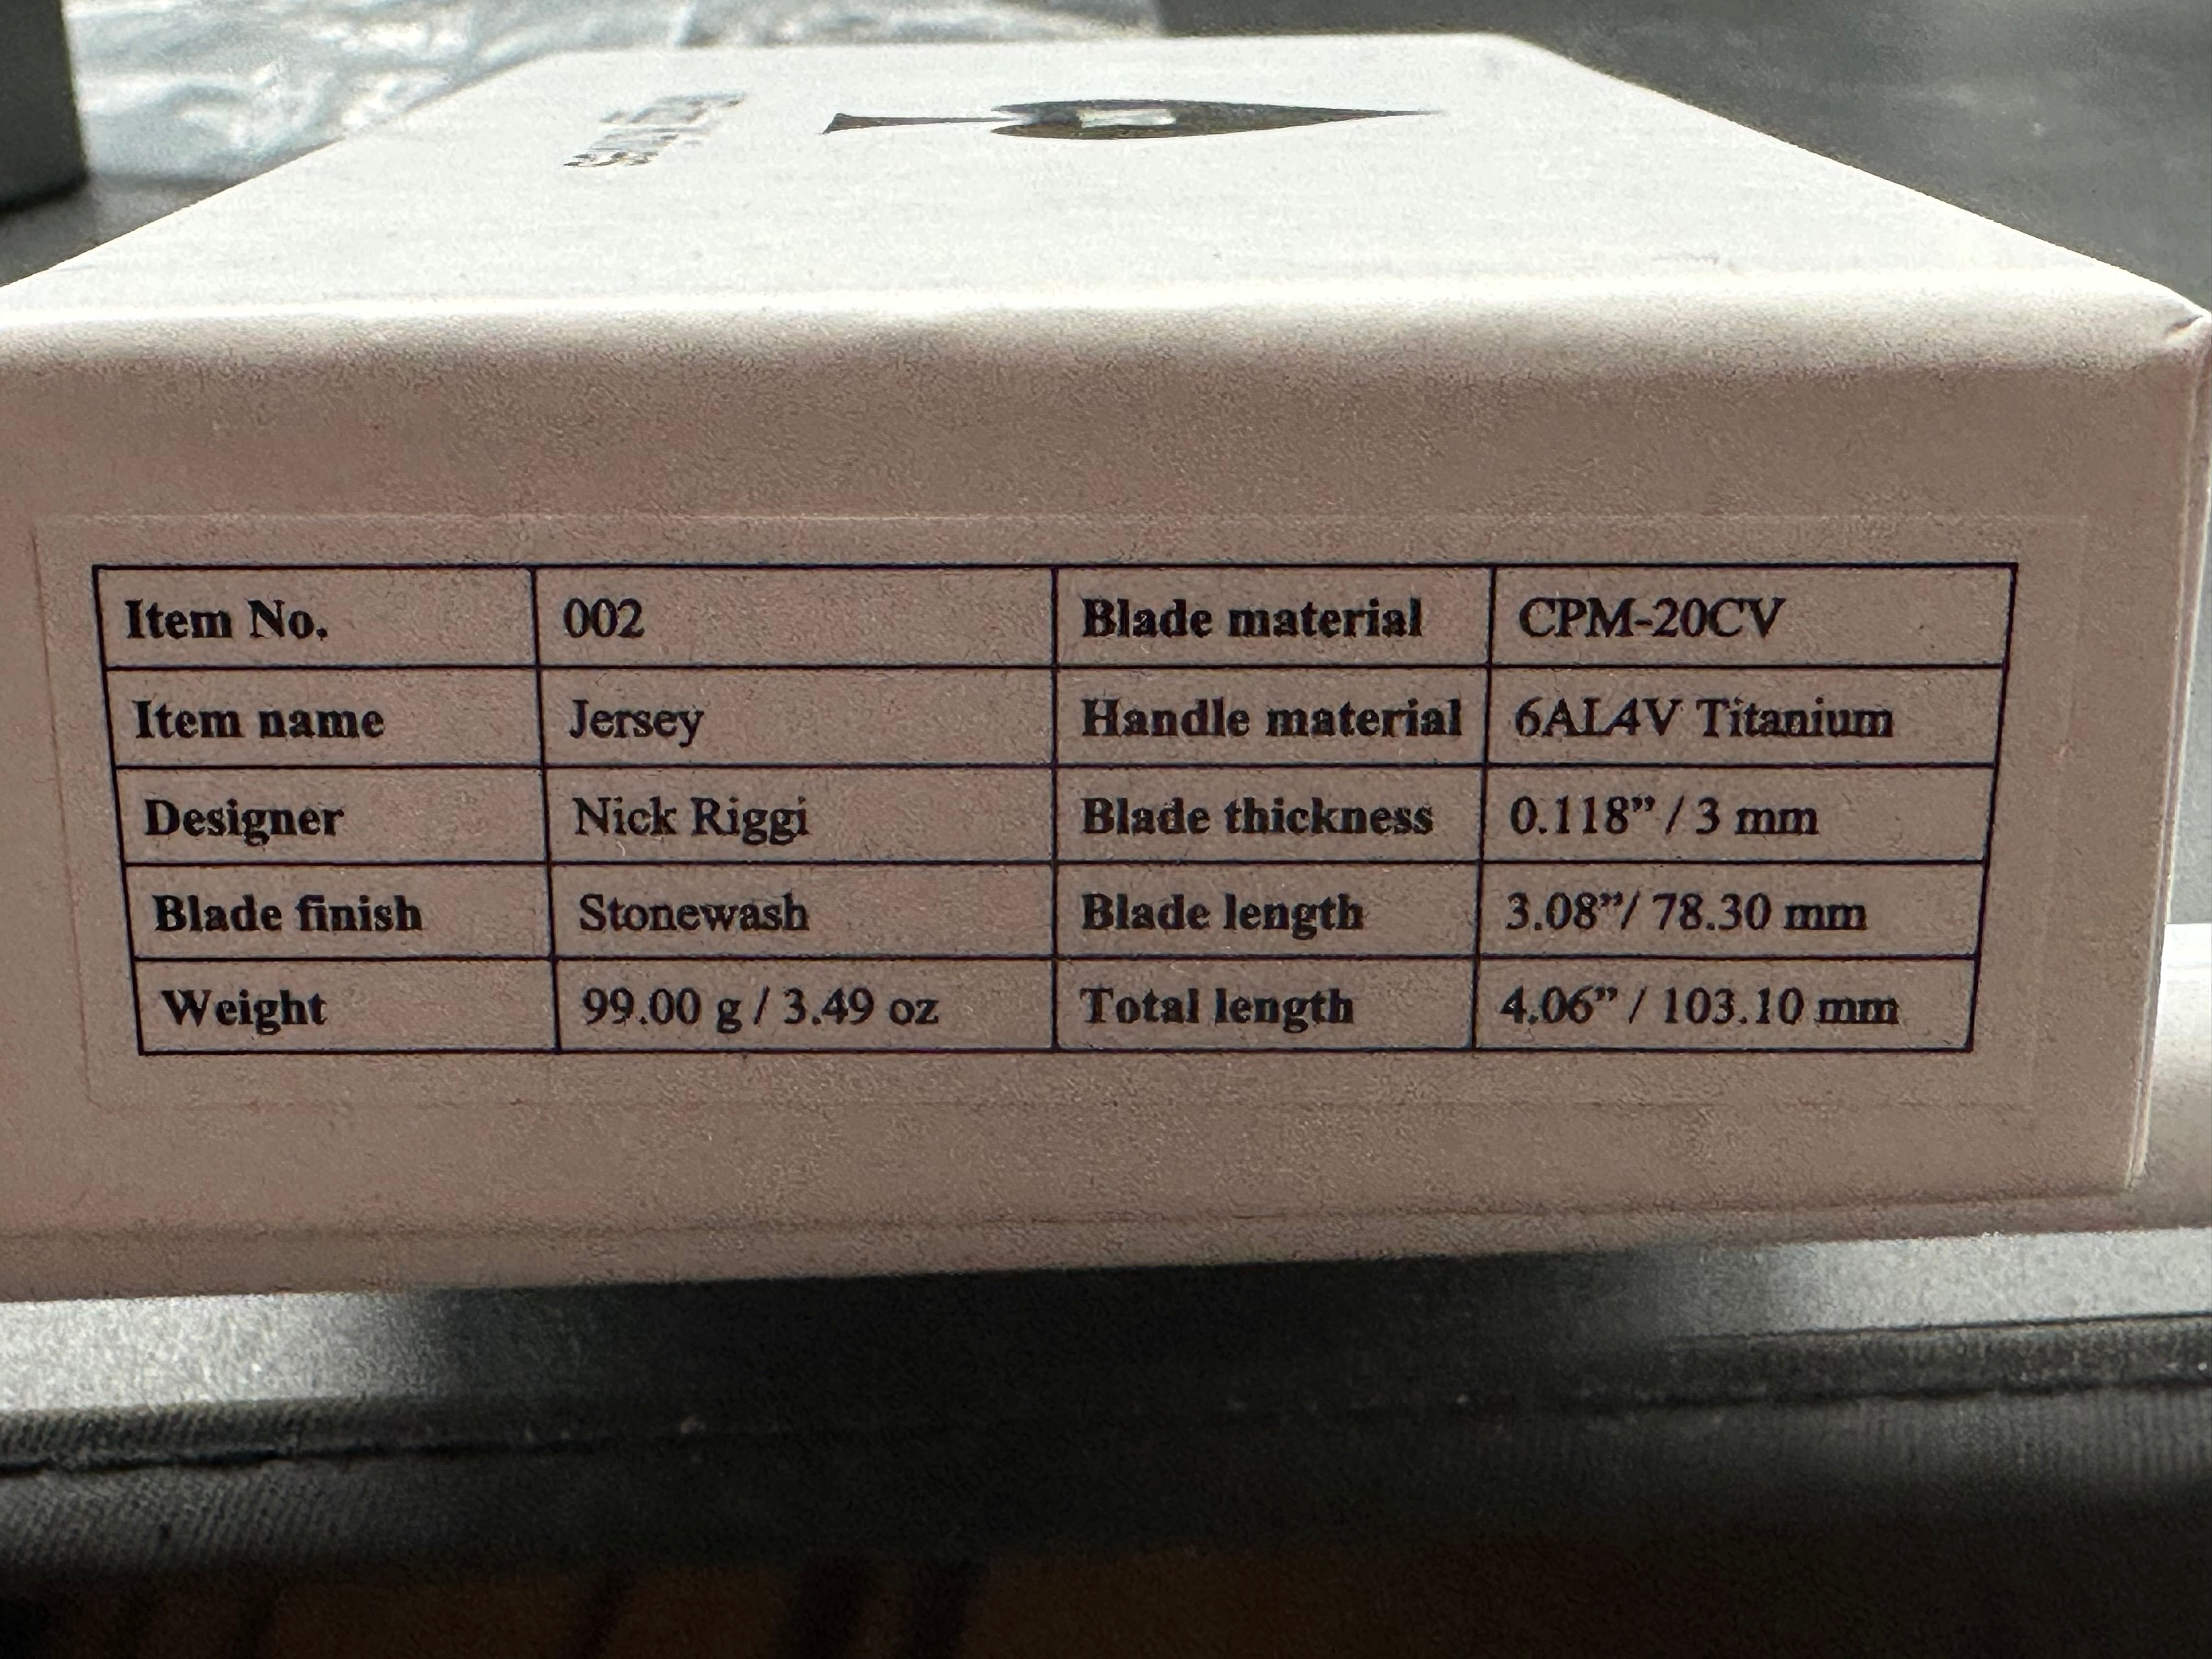 Item No. 002 Blade material CPM-20CV
Item name Jersey Handle material 6AL4V Titanium
Designer Nick Riggi Blade thickness 0.118” / 3 mm
Blade finish Stonewash Blade length 3.08”/ 78.30 mm
Weight 99.00 g / 3.49 oz Total length 4.06” / 103.10 mm